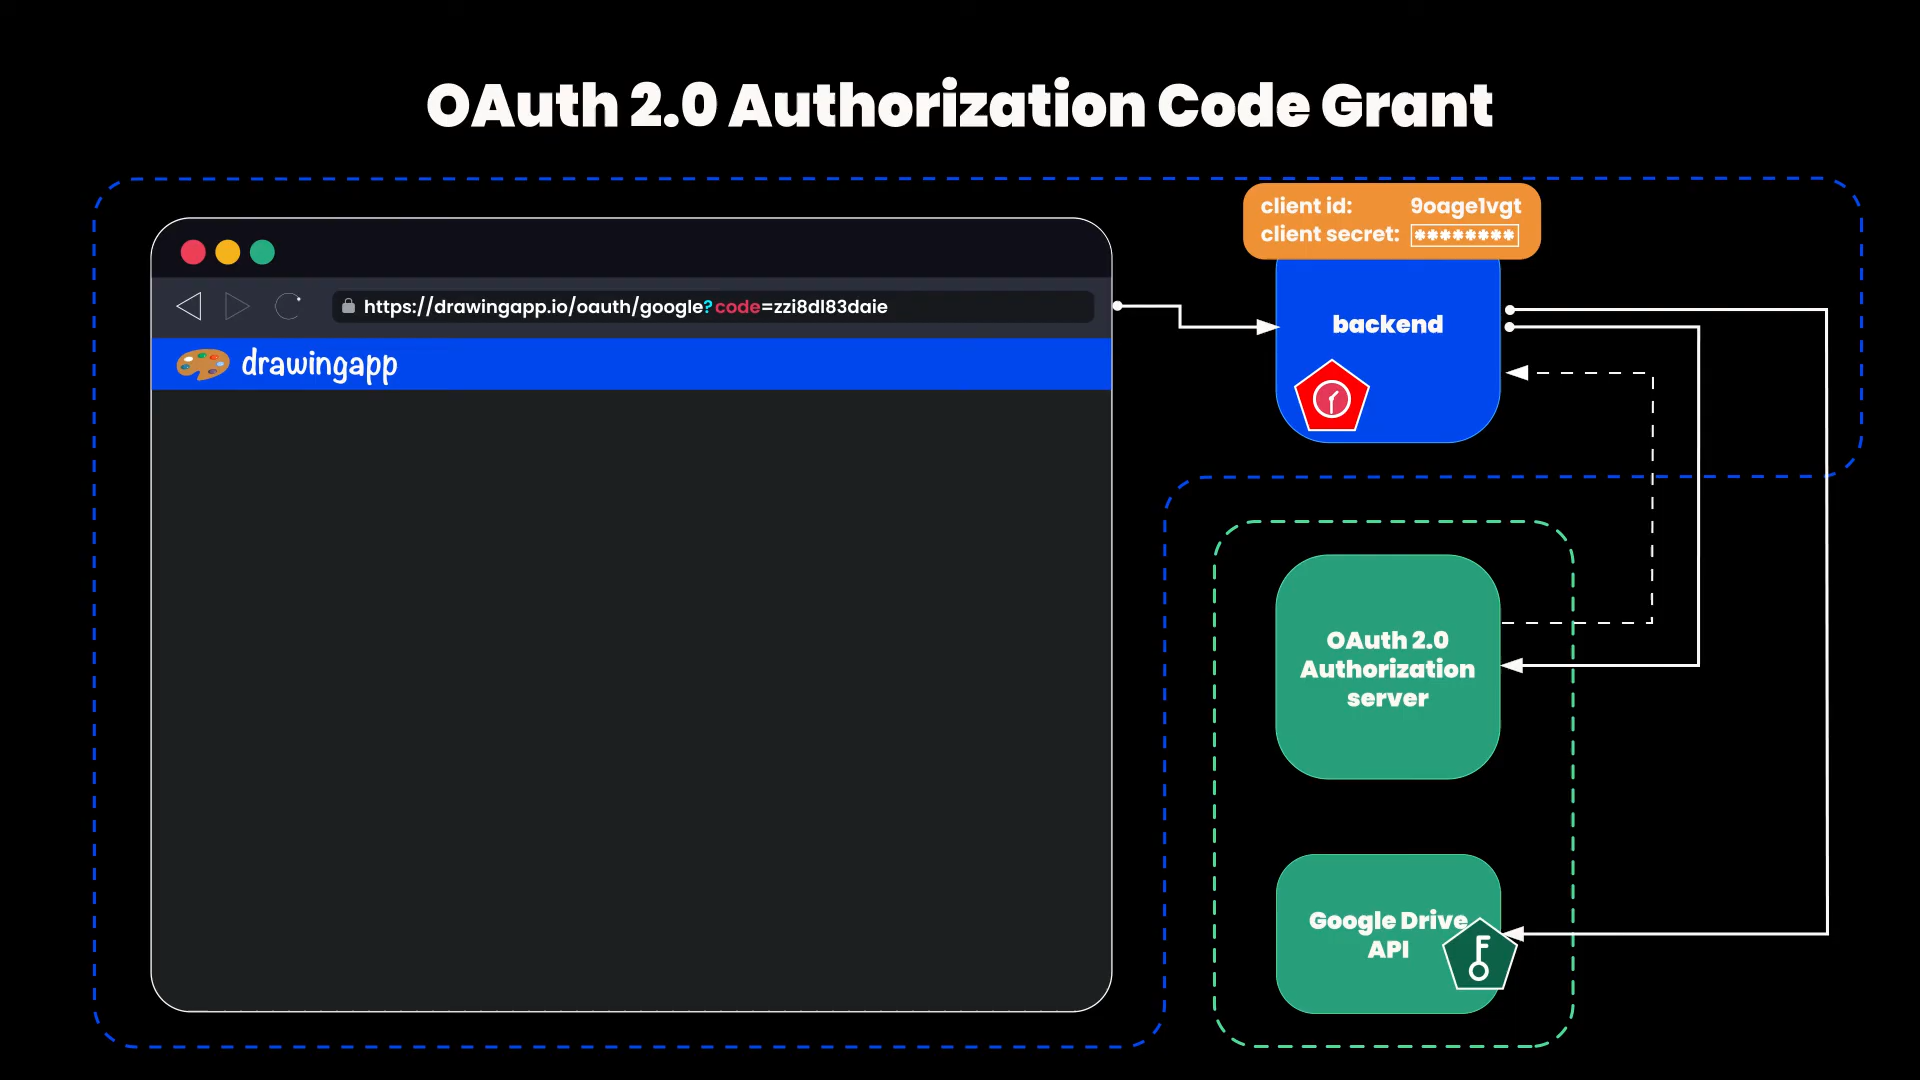 OAuth 2.0 Authorization Code Grant
client id: 9oage1vgt
client secret: ********
https://drawingapp.io/oauth/google?code=zzi8dl83daie
backend
drawingapp
OAuth 2.0
Authorization
server
Google Drive
API